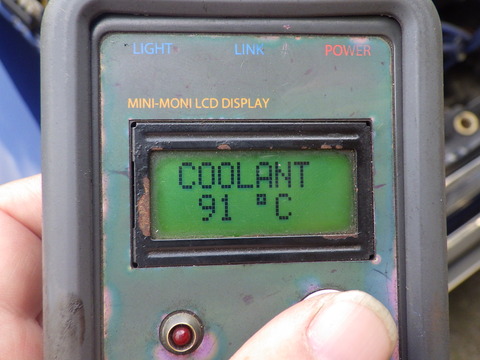 LIGHT LINK POWER
MINI-MONI LCD DISPLAY
COOLANT
91 °C